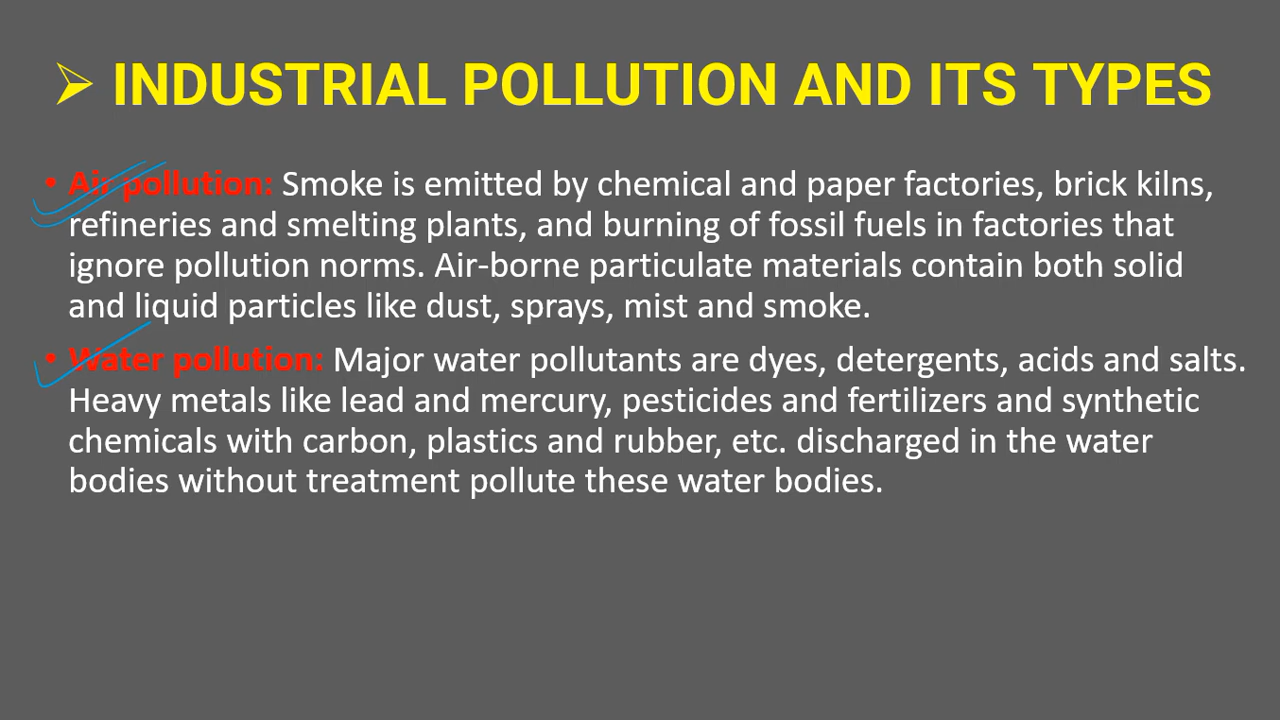 ➢ INDUSTRIAL POLLUTION AND ITS TYPES
• Air pollution: Smoke is emitted by chemical and paper factories, brick kilns,
refineries and smelting plants, and burning of fossil fuels in factories that
ignore pollution norms. Air-borne particulate materials contain both solid
and liquid particles like dust, sprays, mist and smoke.
• Water pollution: Major water pollutants are dyes, detergents, acids and salts.
Heavy metals like lead and mercury, pesticides and fertilizers and synthetic
chemicals with carbon, plastics and rubber, etc. discharged in the water
bodies without treatment pollute these water bodies.